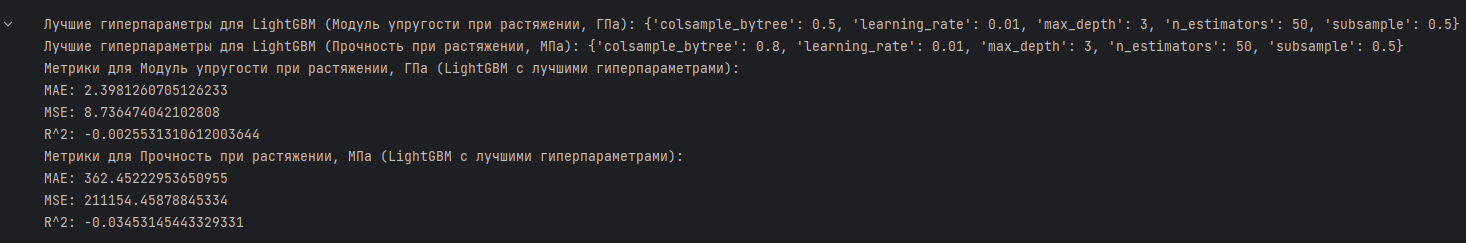 Лучшие гиперпараметры для LightGBM (Модуль упругости при растяжении, ГПа): {'colsample_bytree': 0.5, 'learning_rate': 0.01, 'max_depth': 3, 'n_estimators': 50, 'subsample': 0.5}
Лучшие гиперпараметры для LightGBM (Прочность при растяжении, МПа): {'colsample_bytree': 0.8, 'learning_rate': 0.01, 'max_depth': 3, 'n_estimators': 50, 'subsample': 0.5}
Метрики для Модуль упругости при растяжении, ГПа (LightGBM с лучшими гиперпараметрами):
MAE: 2.3981260705126233
MSE: 8.736474042102808
R^2: -0.0025531310612003644
Метрики для Прочность при растяжении, МПа (LightGBM с лучшими гиперпараметрами):
MAE: 362.45222953650955
MSE: 211154.45878845334
R^2: -0.03453145443329331